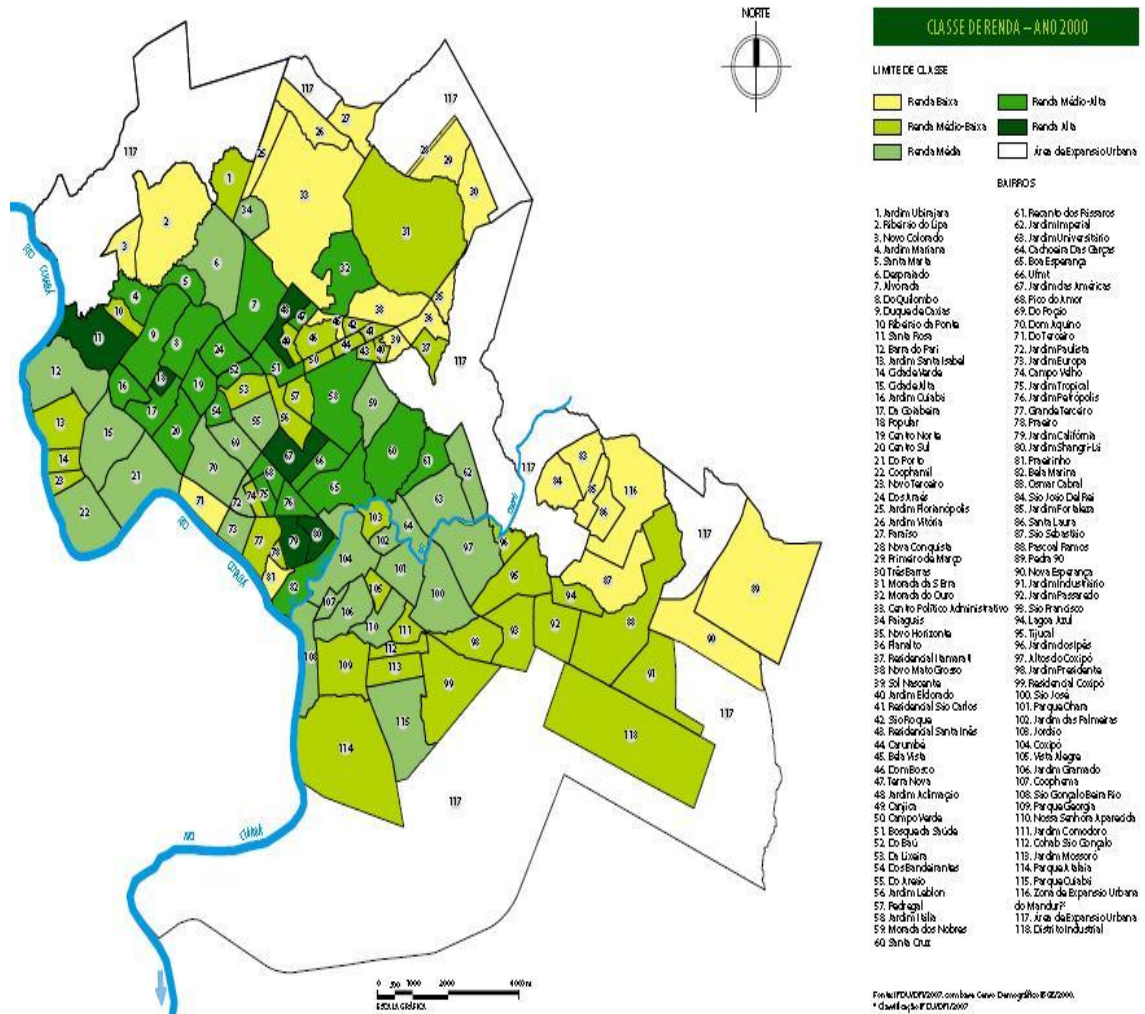 NORTE
CLASSE DE RENDA – ANO 2000
LIMITE DE CLASSE
Renda Baixa
Renda Médio-Alta
Renda Médio-Baixa
Renda Alta
Renda Média
Área de Expansão Urbana
BAIRROS
1. Jardim Ubirajara
2. Ribeirão do Lipa
3. Novo Colorado
4. Jardim Mariana
5. Santa Marta
6. Despraiado
7. Alvorada
8. Do Quilombo
9. Duque de Caxias
10. Ribeirão da Ponte
11. Santa Rosa
12. Barra do Pari
13. Jardim Santa Isabel
14. Cidade Verde
15. Cidade Alta
16. Jardim Cuiabá
17. Da Goiabeira
18. Popular
19. Centro Norte
20. Centro Sul
21. Do Porto
22. Coophamil
23. Novo Terceiro
24. Dos Araés
25. Jardim Florianópolis
26. Jardim Vitória
27. Paraíso
28. Nova Conquista
29. Primeiro de Março
30. Três Barras
31. Morada da Serra
32. Morada do Ouro
33. Centro Político Administrativo
34. Paiaguás
35. Novo Horizonte
36. Planalto
37. Residencial Itamarati
38. Novo Mato Grosso
39. Sol Nascente
40. Jardim Eldorado
41. Residencial São Carlos
42. São Roque
43. Residencial Santa Inês
44. Carumbé
45. Bela Vista
46. Dom Bosco
47. Terra Nova
48. Jardim Aclimação
49. Canjica
50. Campo Verde
51. Bosque da Saúde
52. Do Baú
53. Da Lixeira
54. Dos Bandeirantes
55. Do Areão
56. Jardim Leblon
57. Pedregal
58. Jardim Itália
59. Morada dos Nobres
60. Santa Cruz
61. Recanto dos Pássaros
62. Jardim Imperial
63. Jardim Universitário
64. Cachoeira Das Garças
65. Boa Esperança
66. Ufmt
67. Jardim das Américas
68. Pico do Amor
69. Do Poção
70. Dom Aquino
71. Do Terceiro
72. Jardim Paulista
73. Jardim Europa
74. Campo Velho
75. Jardim Tropical
76. Jardim Petrópolis
77. Grande Terceiro
78. Praeiro
79. Jardim Califórnia
80. Jardim Shangri-Lá
81. Praeirinho
82. Bela Marina
83. Osmar Cabral
84. São João Del Rei
85. Jardim Fortaleza
86. Santa Laura
87. São Sebastião
88. Pascoal Ramos
89. Pedra 90
90. Nova Esperança
91. Jardim Industriário
92. Jardim Passaredo
93. São Francisco
94. Lagoa Azul
95. Tijucal
96. Jardim dos Ipês
97. Altos do Coxipó
98. Jardim Presidente
99. Residencial Coxipó
100. São José
101. Parque Ohara
102. Jardim das Palmeiras
103. Jordão
104. Coxipó
105. Vista Alegre
106. Jardim Gramado
107. Coophema
108. São Gonçalo Beira Rio
109. Parque Georgia
110. Nossa Senhora Aparecida
111. Jardim Comodoro
112. Cohab São Gonçalo
113. Jardim Mossoró
114. Parque Atalaia
115. Parque Cuiabá
116. Zona de Expansão Urbana
do Manduri*
117. Área de Expansão Urbana
118. Distrito Industrial
RIO CUIABÁ
RIO CUIABÁ
RIO CUIABÁ
RIO COXIPÓ
0 500 1000 2000 4000 m
ESCALA GRÁFICA
Fonte: IPDU/DPI/2007, com base Censo Demográfico IBGE/2000.
* Classificação IPDU/DPI/2007